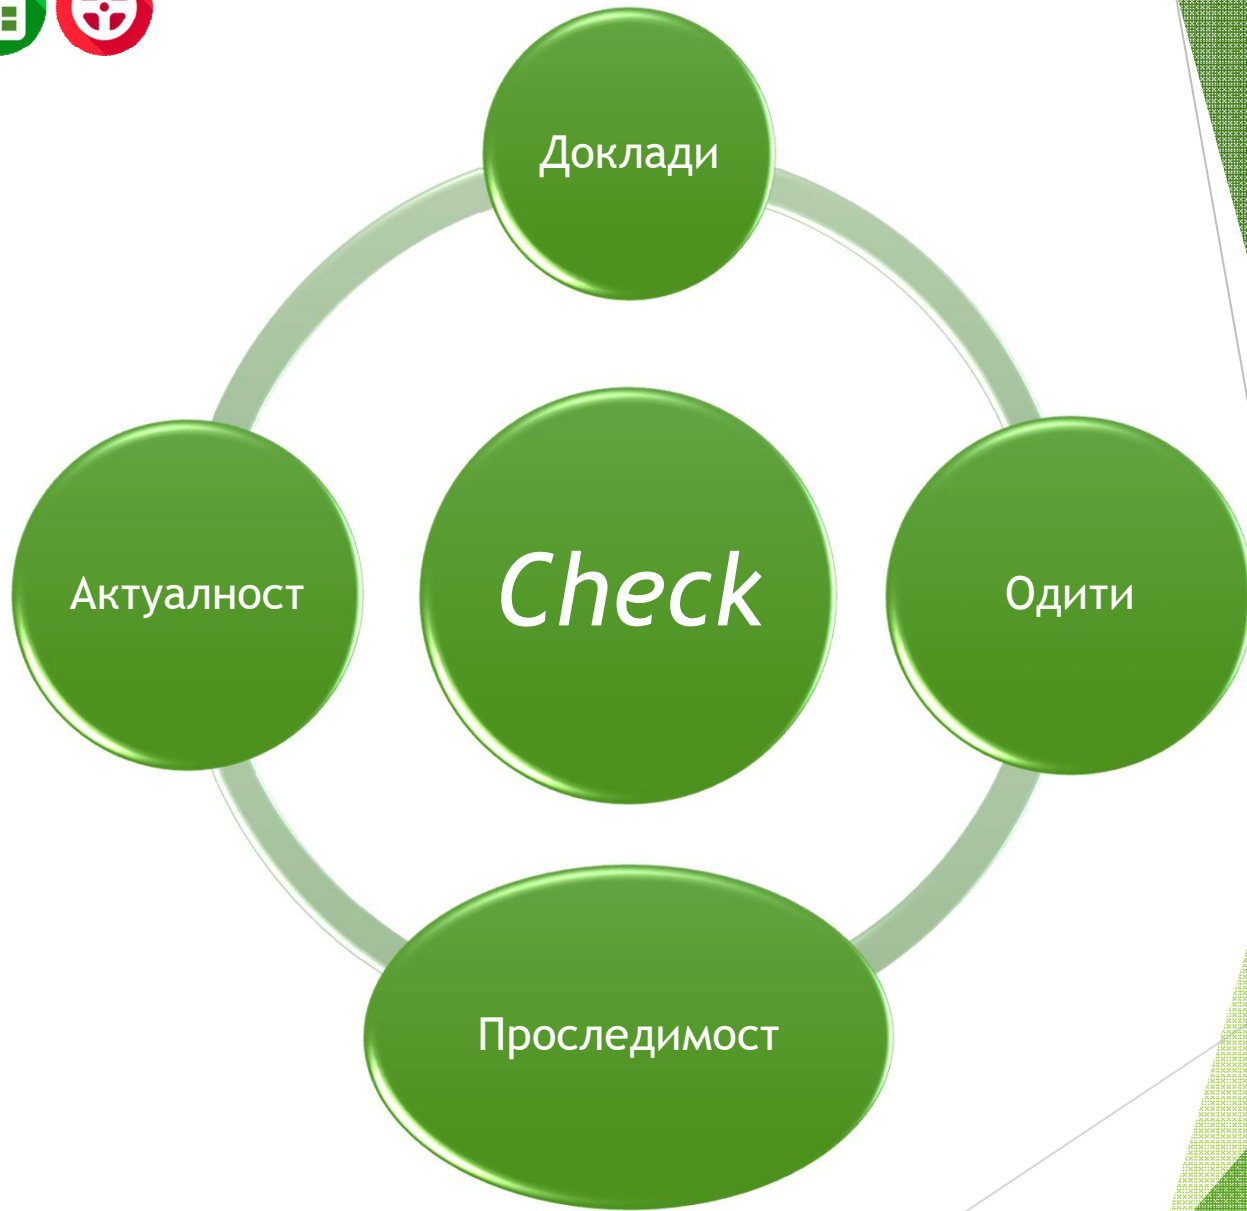 Доклади
Актуалност
Check
Одити
Проследимост